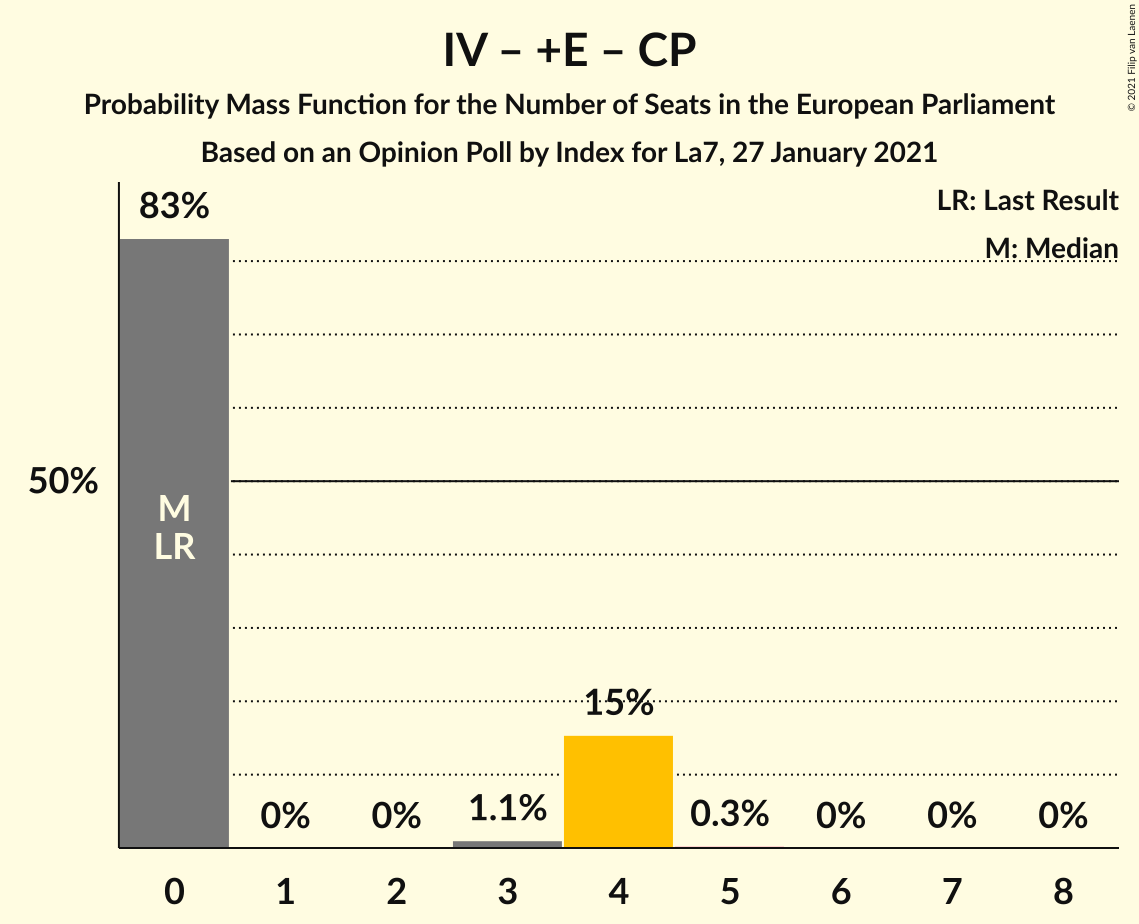 IV – +E – CP
Probability Mass Function for the Number of Seats in the European Parliament
Based on an Opinion Poll by Index for La7, 27 January 2021
© 2021 Filip van Laenen
LR: Last Result
M: Median
83%
50%
M
LR
0%
0%
1.1%
15%
0.3%
0%
0%
0%
0
1
2
3
4
5
6
7
8